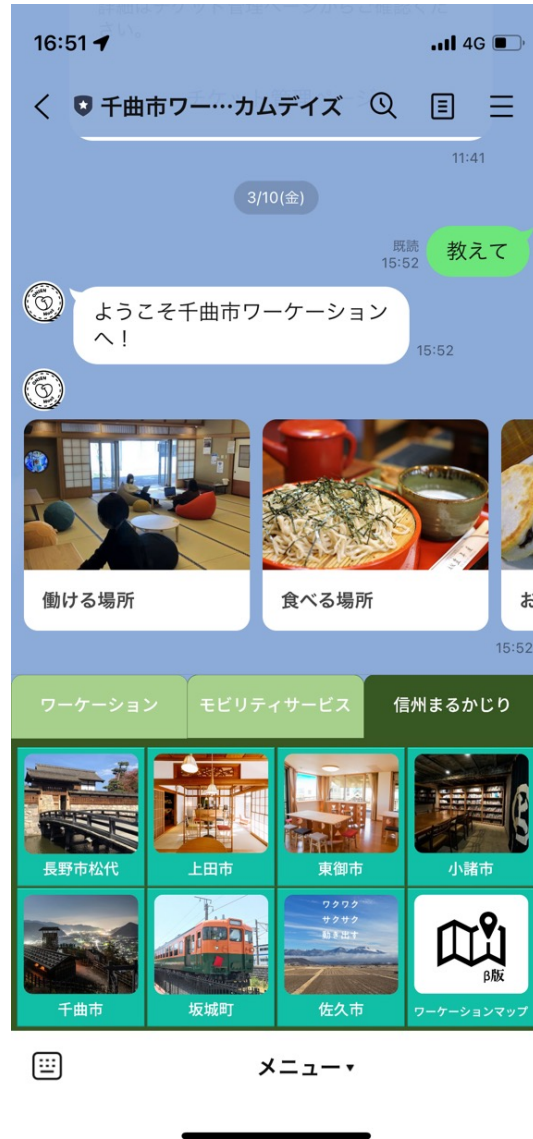 16:51
4G
千曲市ワー…カムデイズ
11:41
3/10(金)
既読
15:52
教えて
ようこそ千曲市ワーケーション
へ！
15:52
働ける場所
食べる場所
お
15:52
ワーケーション
モビリティサービス
信州まるかじり
長野市松代
上田市
東御市
小諸市
ワクワク
サクサク
動き出す
β版
千曲市
坂城町
佐久市
ワーケーションマップ
メニュー▾